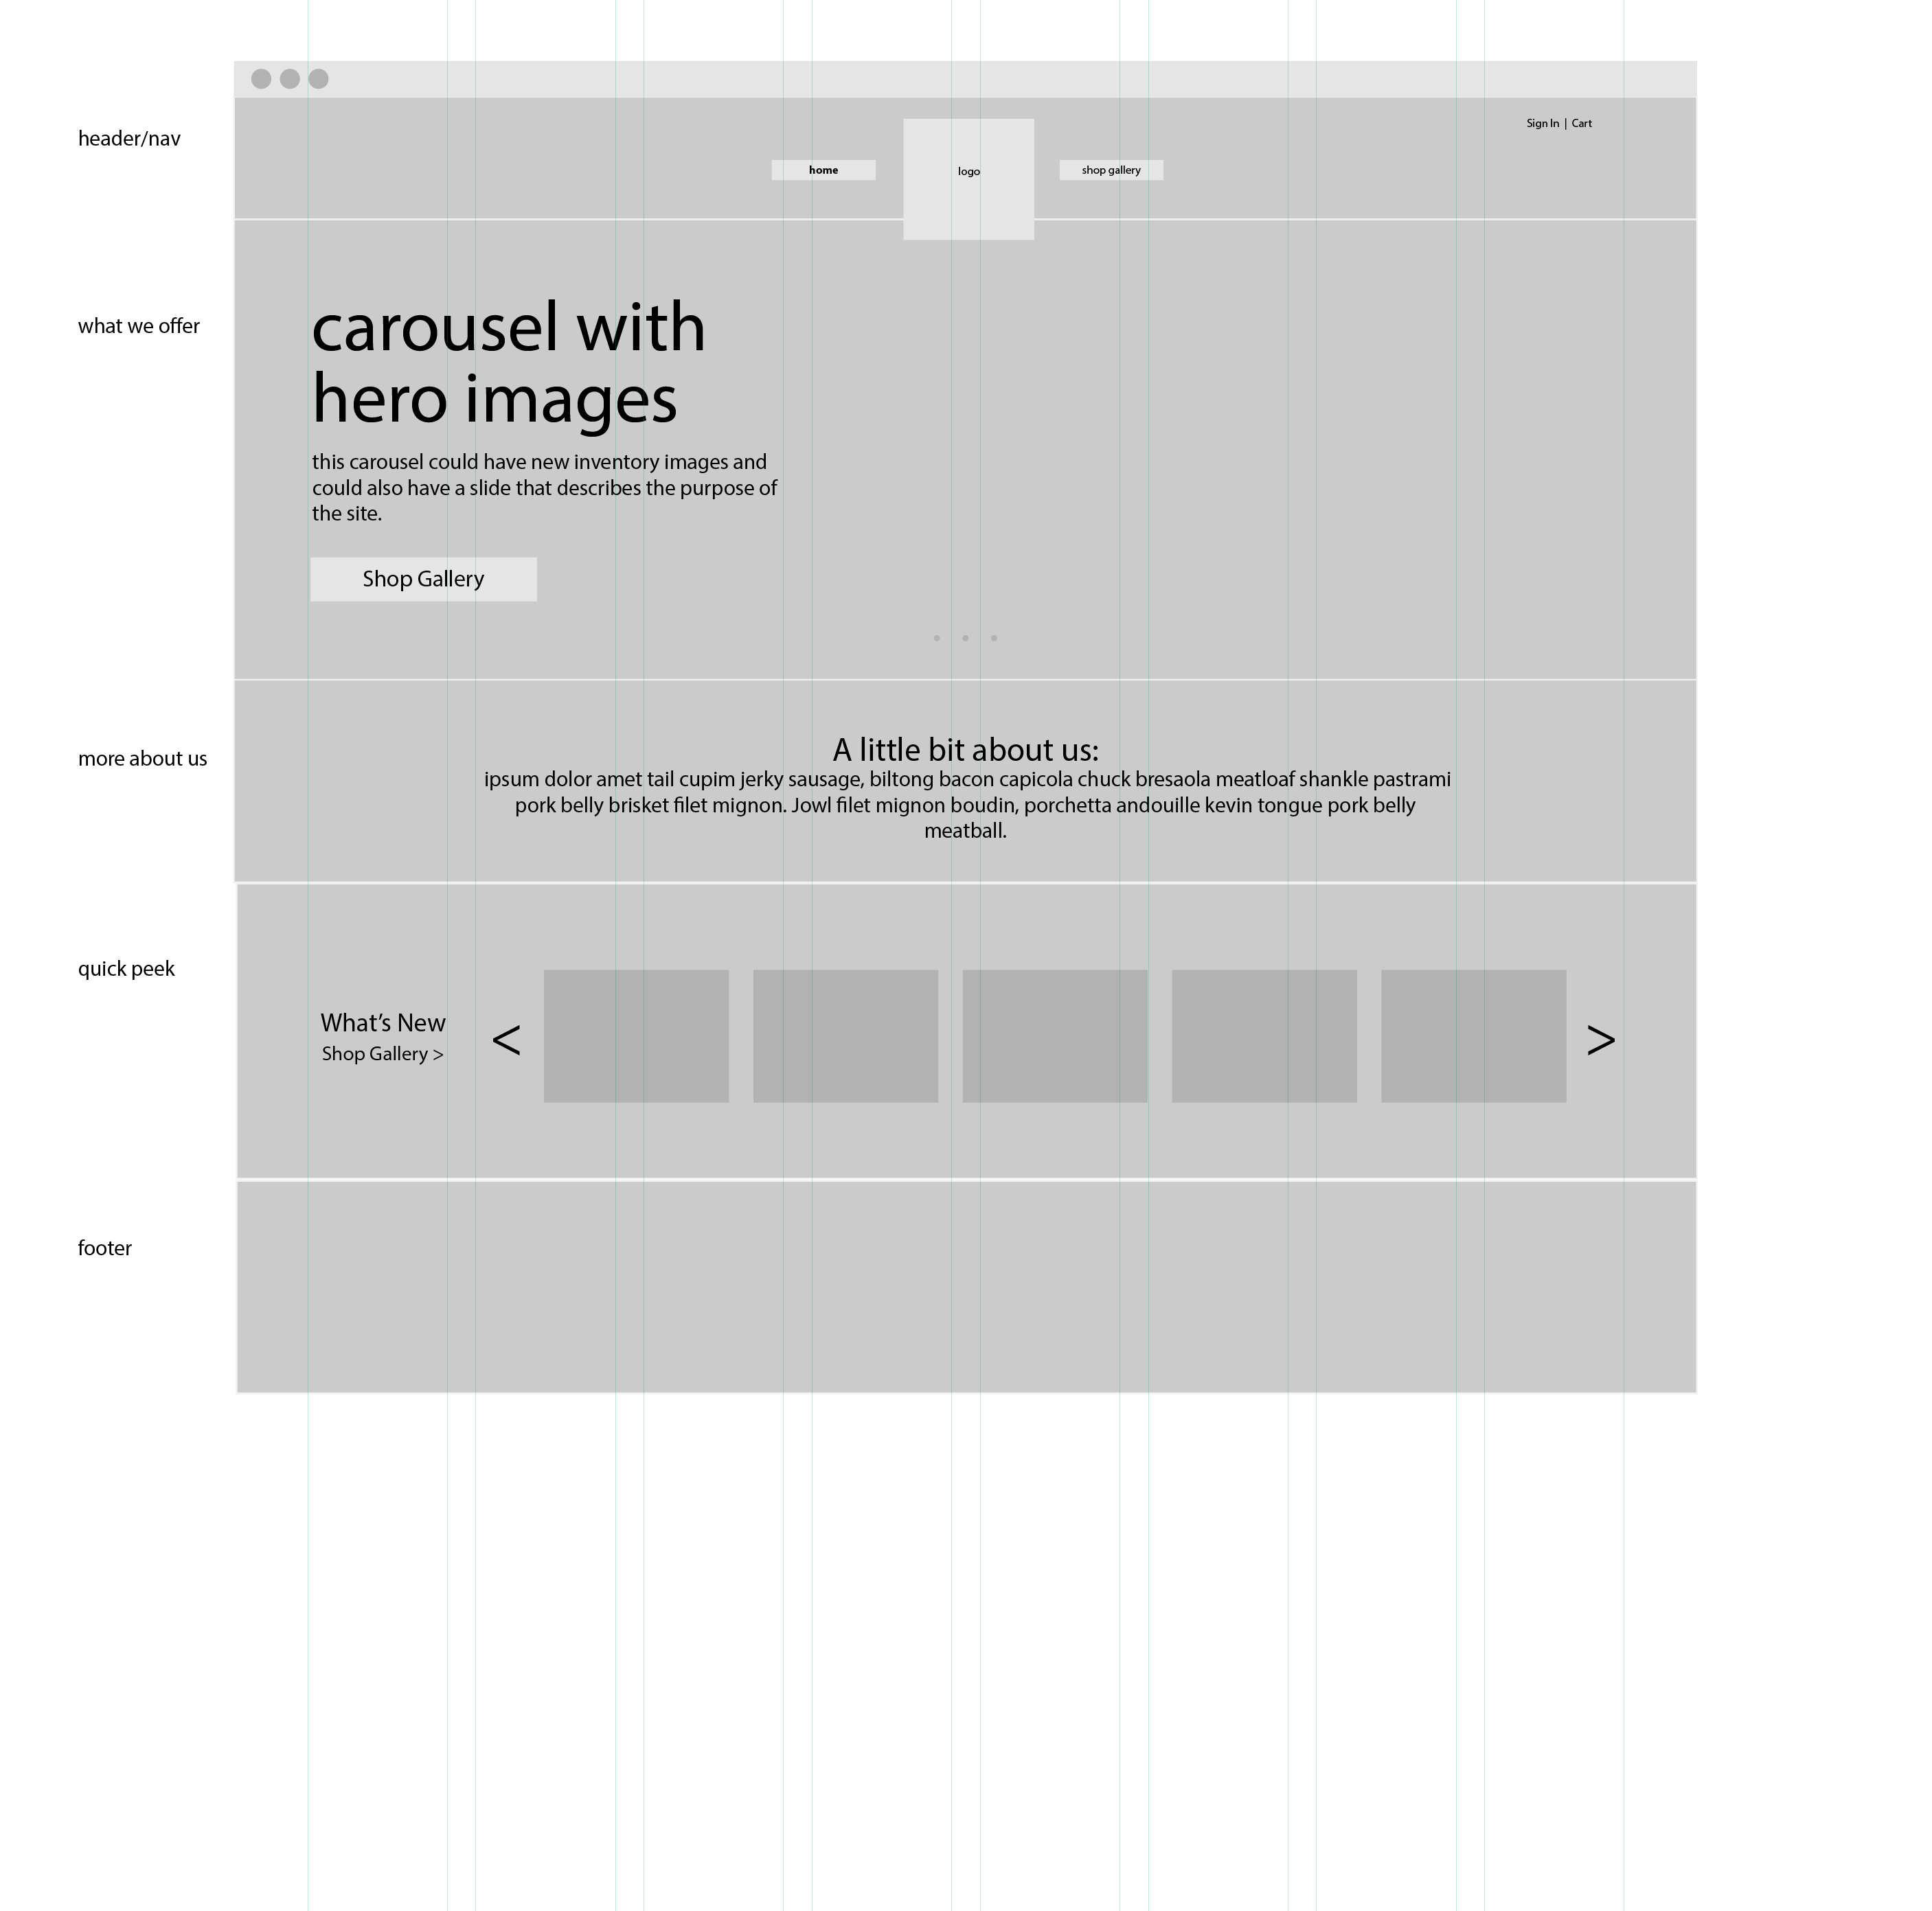 header/nav
Sign In | Cart
home
logo
shop gallery
what we offer
carousel with
hero images
this carousel could have new inventory images and
could also have a slide that describes the purpose of
the site.
Shop Gallery
more about us
A little bit about us:
ipsum dolor amet tail cupim jerky sausage, biltong bacon capicola chuck bresaola meatloaf shankle pastrami
pork belly brisket filet mignon. Jowl filet mignon boudin, porchetta andouille kevin tongue pork belly
meatball.
quick peek
What’s New
Shop Gallery >
<
>
footer